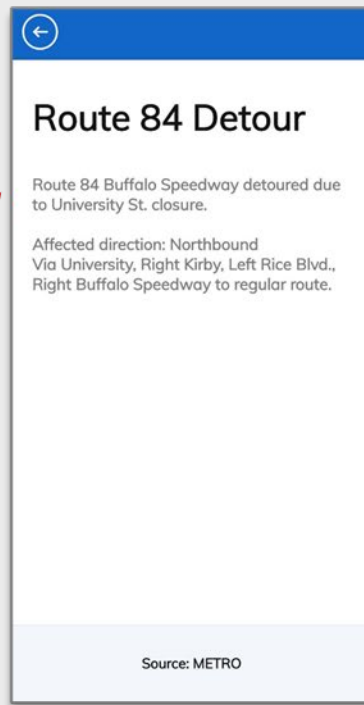 Route 84 Detour
Route 84 Buffalo Speedway detoured due
to University St. closure.
Affected direction: Northbound
Via University, Right Kirby, Left Rice Blvd.,
Right Buffalo Speedway to regular route.
Source: METRO